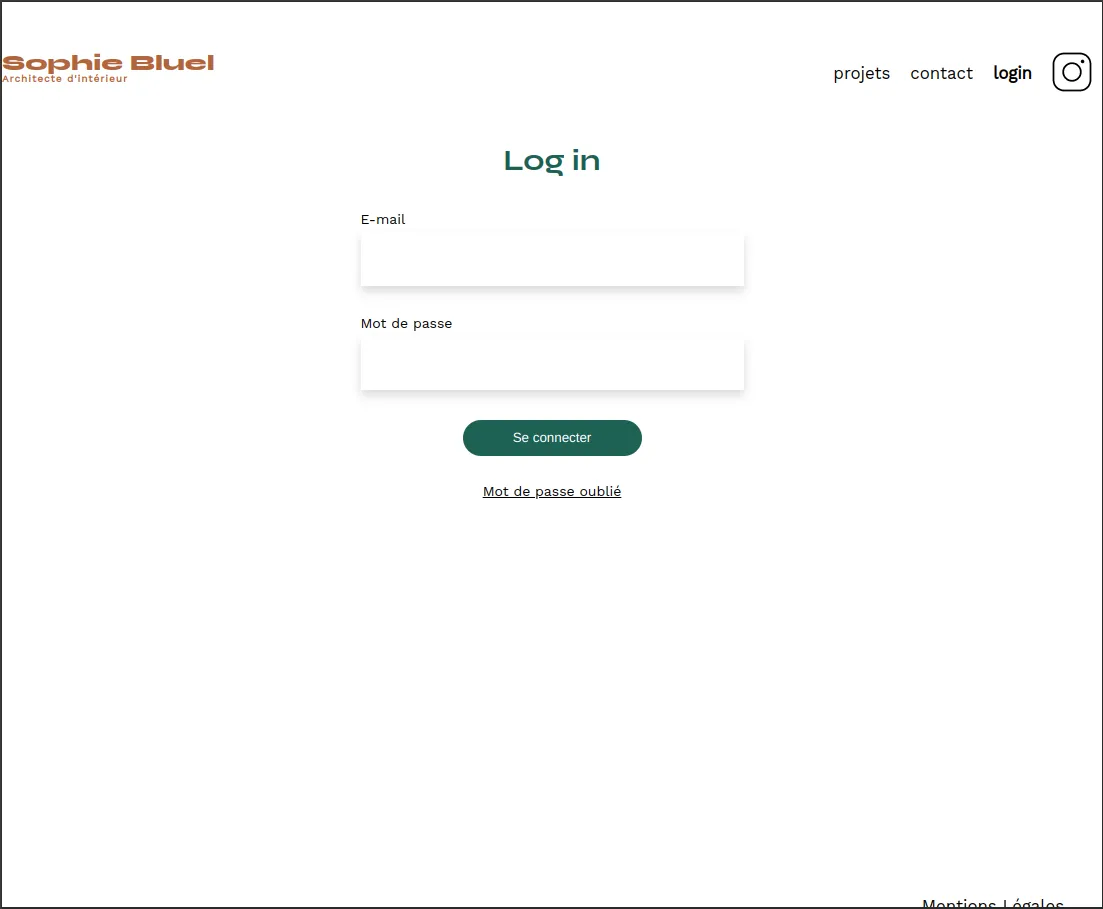 Sophie Bluel
Architecte d'intérieur
projets contact login
Log in
E-mail
Mot de passe
Se connecter
Mot de passe oublié
Mentions Légales